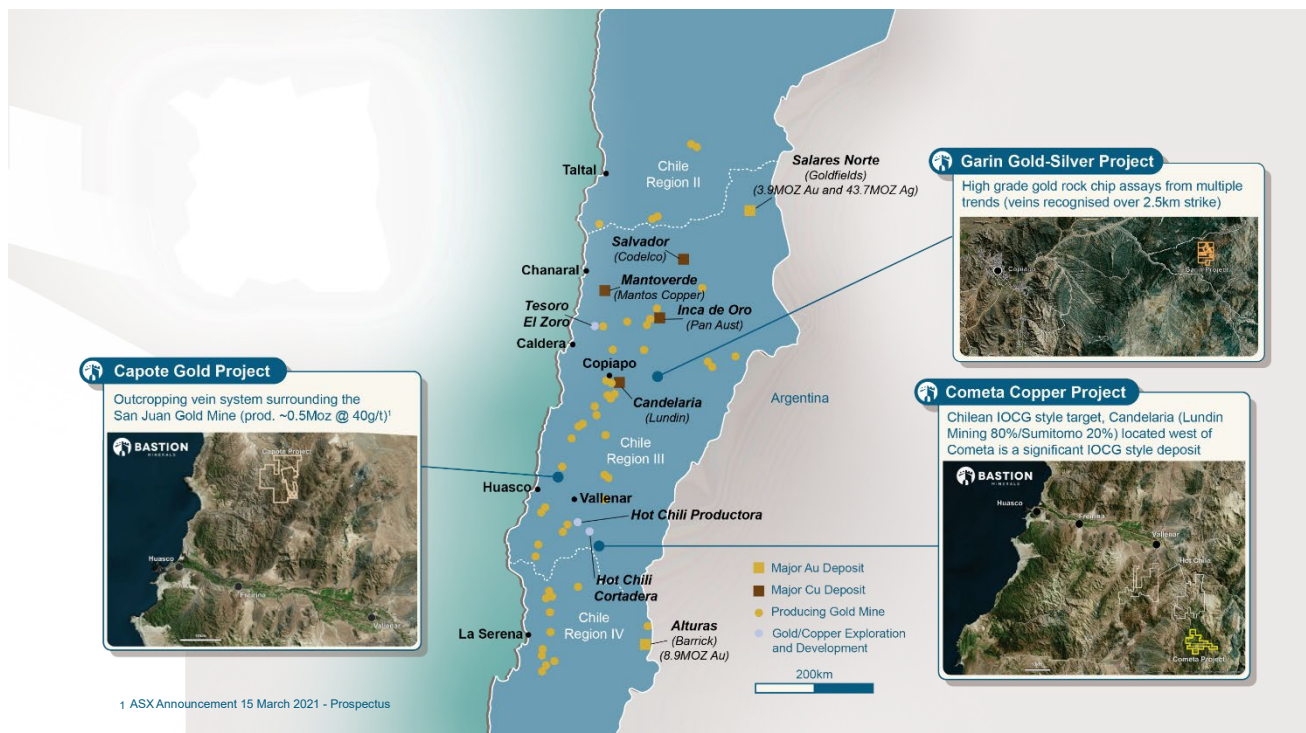 Taltal
Chile
Region II
Salares Norte
(Goldfields)
(3.9MOZ Au and 43.7MOZ Ag)
Salvador
(Codelco)
Chanaral
Mantoverde
(Mantos Copper)
Tesoro
El Zoro
Inca de Oro
(Pan Aust)
Caldera
Copiapo
Candelaria
(Lundin)
Argentina
Chile
Region III
Huasco
Vallenar
Hot Chili Productora
Hot Chili
Cortadera
Chile
Region IV
La Serena
Alturas
(Barrick)
(8.9MOZ Au)
Major Au Deposit
Major Cu Deposit
Producing Gold Mine
Gold/Copper Exploration
and Development
200km
Garin Gold-Silver Project
High grade gold rock chip assays from multiple
trends (veins recognised over 2.5km strike)
Copiapo
Garin Project
Capote Gold Project
Outcropping vein system surrounding the
San Juan Gold Mine (prod. ~0.5Moz @ 40g/t)¹
BASTION
MINERALS
Capote Project
Huasco
Freirina
Vallenar
Cometa Copper Project
Chilean IOCG style target, Candelaria (Lundin
Mining 80%/Sumitomo 20%) located west of
Cometa is a significant IOCG style deposit
BASTION
MINERALS
Huasco
Freirina
Vallenar
Hot Chili
Cometa Project
1 ASX Announcement 15 March 2021 - Prospectus